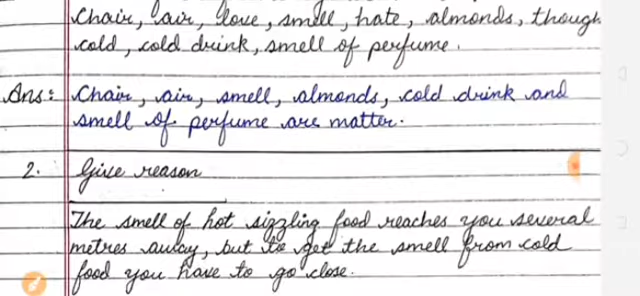 Chair, air, love, smell, hate, almonds, though
cold, cold drink, smell of perfume.
Ans: Chair, air, smell, almonds, cold drink and
smell of perfume are matter.
2. Give reason
The smell of hot sizzling food reaches you several
metres away, but to get the smell from cold
food you have to go close.